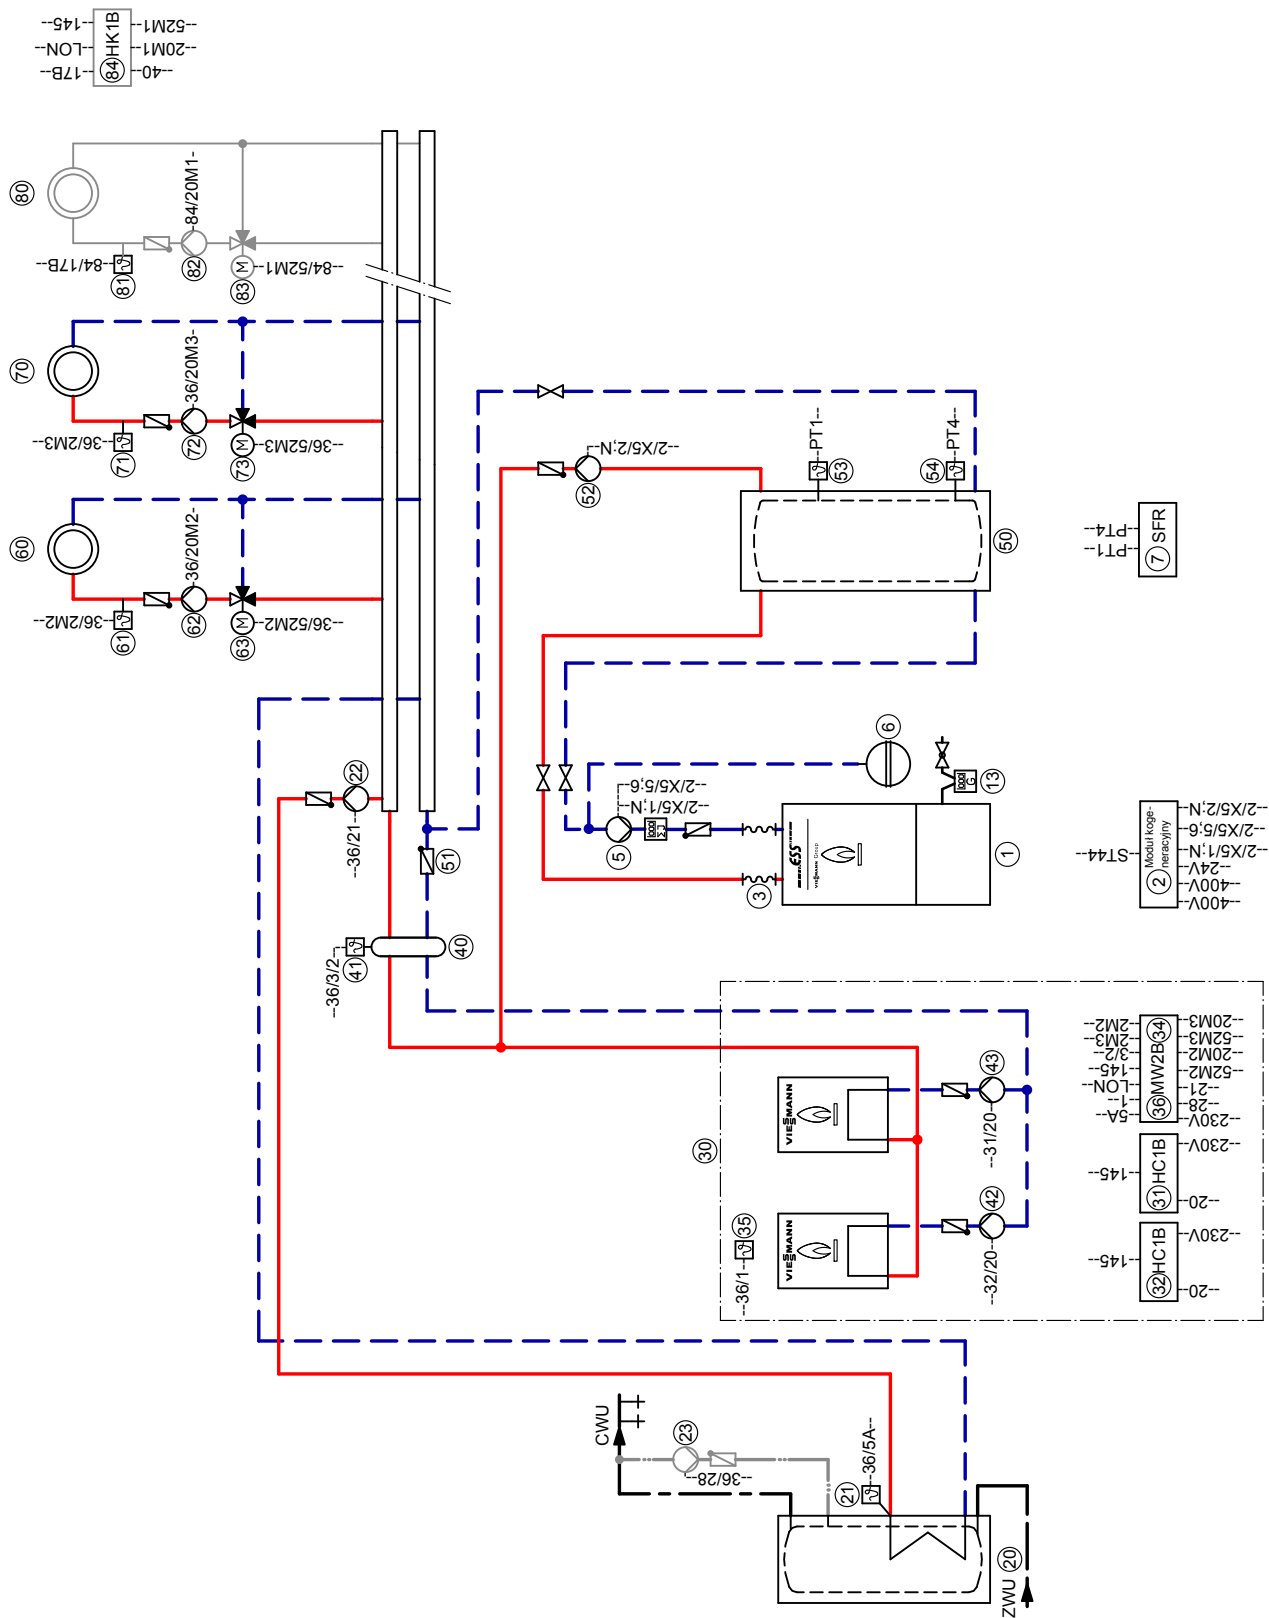 --145--
--LON--
--17B--
84 HK1B
--52M1--
--20M1--
--40--
80
84/20M1-
82
--84/17B--
81
83
M
--84/52M1--
70
36/20M3-
72
--36/2M3--
71
73
M
--36/52M3--
60
36/20M2-
62
--36/2M2--
61
63
M
--36/52M2--
22
--36/21--
51
--36/3/2--
41
40
--2/X5/2;N--
52
--PT1--
53
--PT4--
54
50
--PT4--
--PT1--
7 SFR
6
--2/X5/5;6--
--2/X5/1;N--
5
3
13
G
ESS
VIESMANN Group
1
--ST44--
2 Moduł koge-
neracyjny
--2/X5/2;N--
--2/X5/5;6--
--2/X5/1;N--
--24V--
--400V--
--400V--
30
VIESMANN
VIESMANN
43
--31/20--
42
--32/20--
35
--36/1--
--2M2--
--2M3--
--3/2--
--145--
--LON--
--1--
--5A--
36 MW2B 34
--20M3--
--52M3--
--20M2--
--52M2--
--21--
--28--
--230V--
--145--
31 HC1B
--230V--
--20--
--145--
32 HC1B
--230V--
--20--
CWU
23
--36/28--
21
--36/5A--
ZWU 20